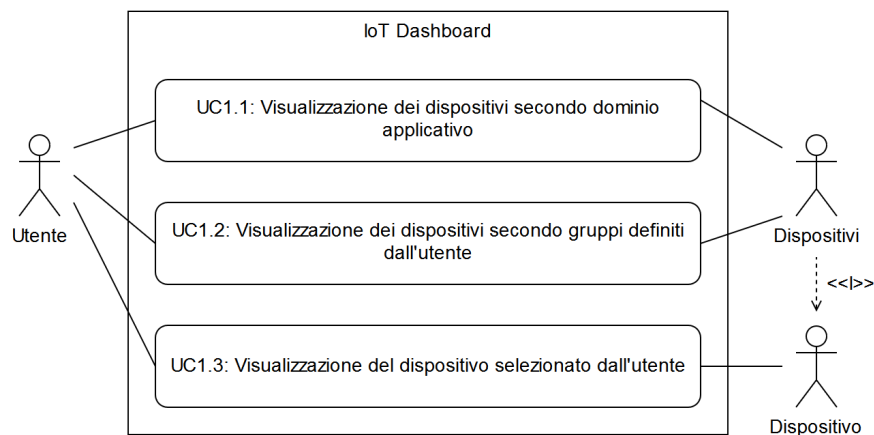 IoT Dashboard
UC1.1: Visualizzazione dei dispositivi secondo dominio
applicativo
Utente
UC1.2: Visualizzazione dei dispositivi secondo gruppi definiti
dall'utente
Dispositivi
<<I>>
UC1.3: Visualizzazione del dispositivo selezionato dall'utente
Dispositivo